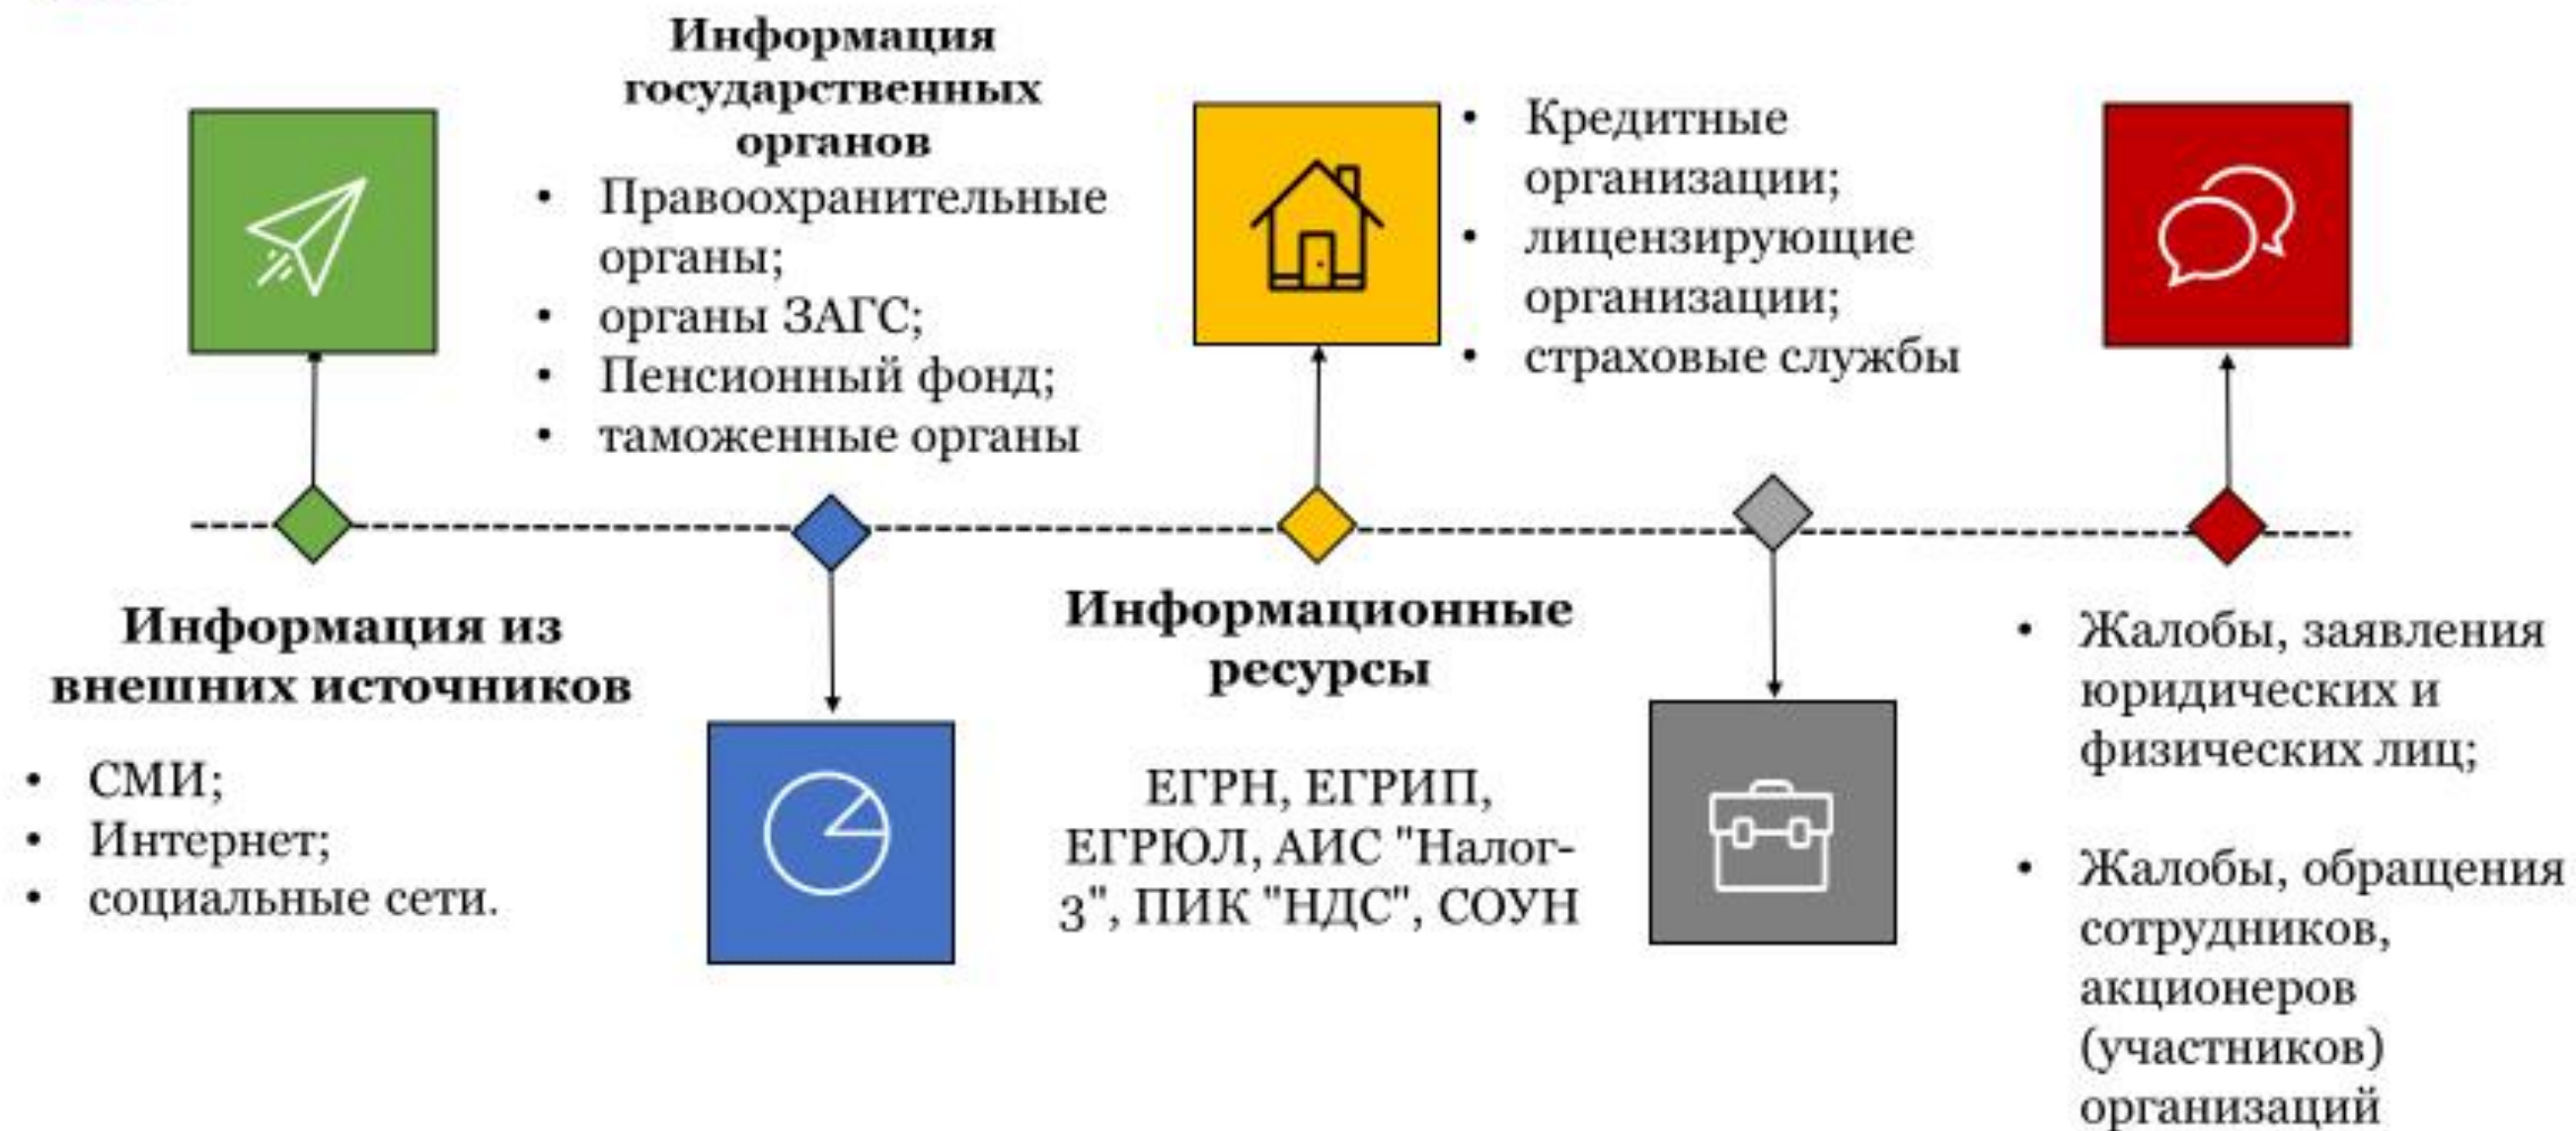 Информация
государственных
органов
• Правоохранительные
органы;
• органы ЗАГС;
• Пенсионный фонд;
• таможенные органы
• Кредитные
организации;
• лицензирующие
организации;
• страховые службы
Информация из
внешних источников
• СМИ;
• Интернет;
• социальные сети.
Информационные
ресурсы
ЕГРН, ЕГРИП,
ЕГРЮЛ, АИС "Налог-
3", ПИК "НДС", СОУН
• Жалобы, заявления
юридических и
физических лиц;
• Жалобы, обращения
сотрудников,
акционеров
(участников)
организаций